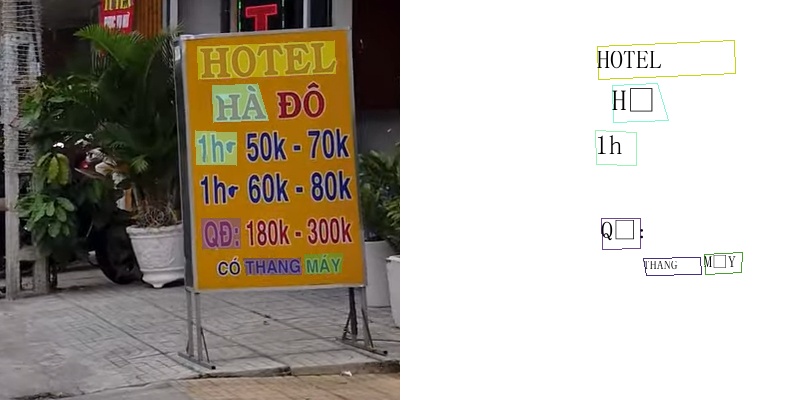 HOTEL HOTEL
HÀ ĐÔ H□
1h 50k - 70k 1h
1h 60k - 80k
QĐ: 180k - 300k Q□:
CÓ THANG MÁY THANG M□Y